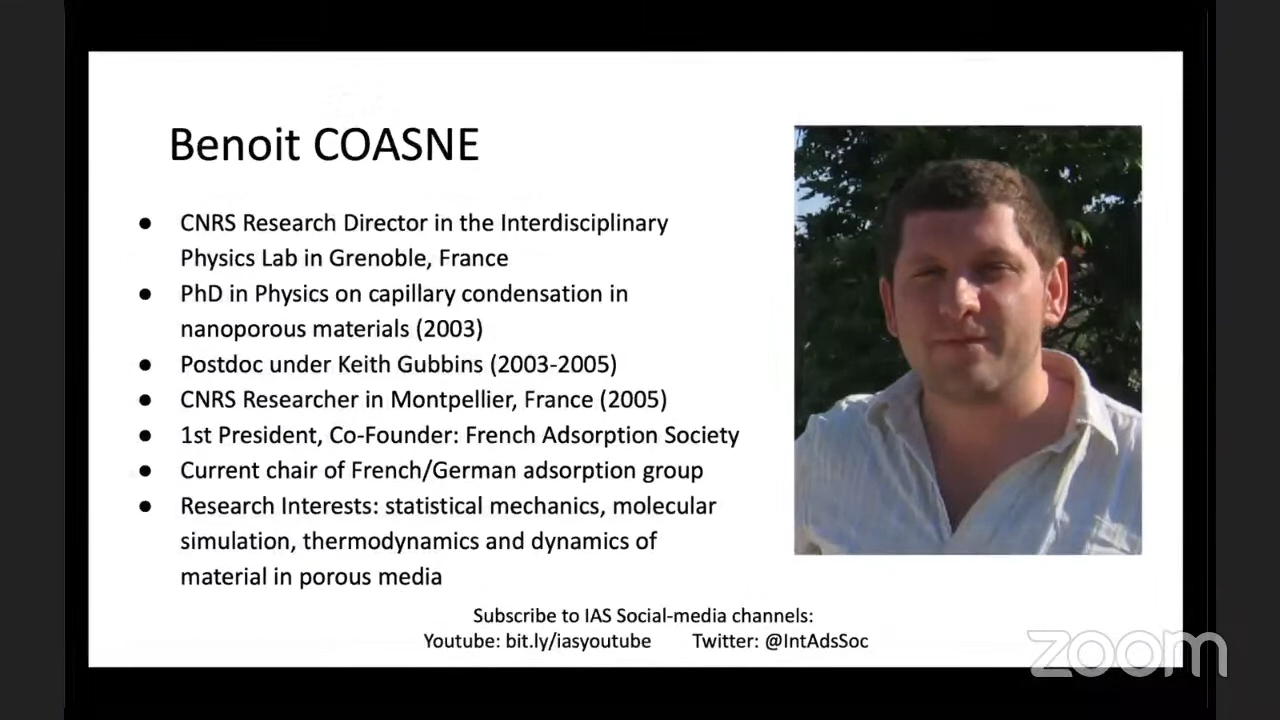 Benoit COASNE
● CNRS Research Director in the Interdisciplinary
Physics Lab in Grenoble, France
● PhD in Physics on capillary condensation in
nanoporous materials (2003)
● Postdoc under Keith Gubbins (2003-2005)
● CNRS Researcher in Montpellier, France (2005)
● 1st President, Co-Founder: French Adsorption Society
● Current chair of French/German adsorption group
● Research Interests: statistical mechanics, molecular
simulation, thermodynamics and dynamics of
material in porous media
Subscribe to IAS Social-media channels:
Youtube: bit.ly/iasyoutube Twitter: @IntAdsSoc
zoom